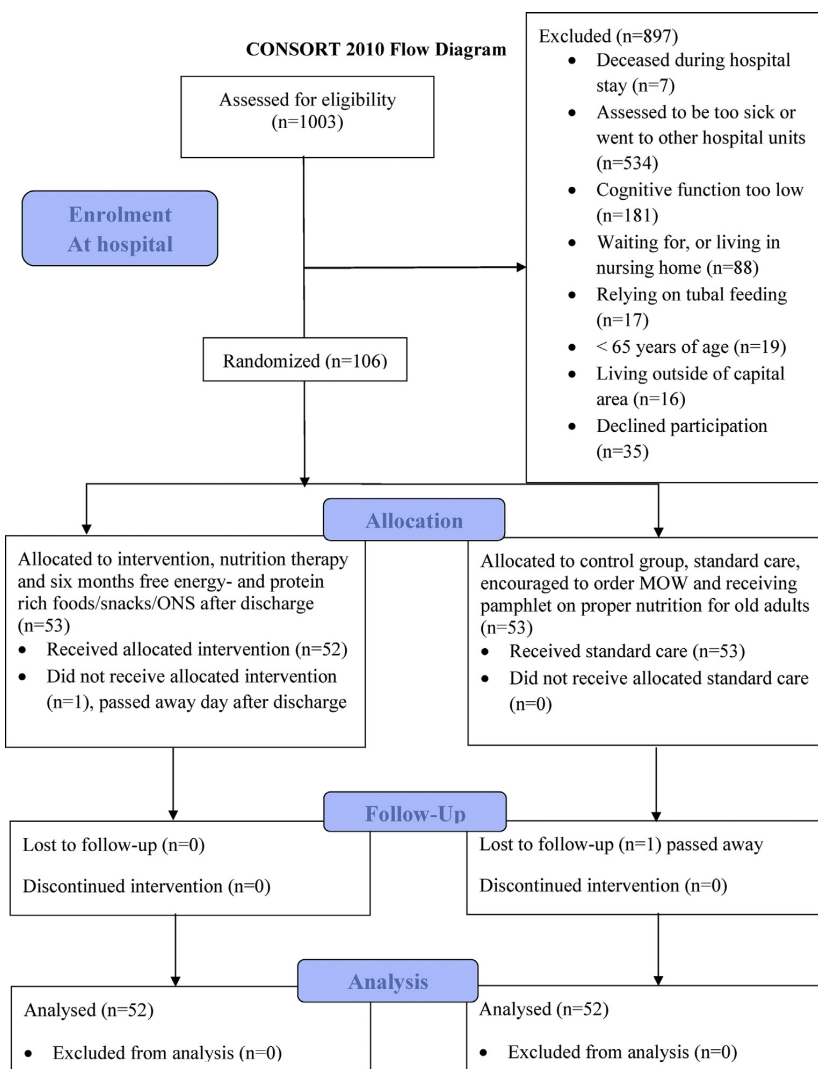 CONSORT 2010 Flow Diagram
Assessed for eligibility
(n=1003)
Excluded (n=897)
• Deceased during hospital
stay (n=7)
• Assessed to be too sick or
went to other hospital units
(n=534)
• Cognitive function too low
(n=181)
• Waiting for, or living in
nursing home (n=88)
• Relying on tubal feeding
(n=17)
• < 65 years of age (n=19)
• Living outside of capital
area (n=16)
• Declined participation
(n=35)
Enrolment
At hospital
Randomized (n=106)
Allocation
Allocated to intervention, nutrition therapy
and six months free energy- and protein
rich foods/snacks/ONS after discharge
(n=53)
• Received allocated intervention (n=52)
• Did not receive allocated intervention
(n=1), passed away day after discharge
Allocated to control group, standard care,
encouraged to order MOW and receiving
pamphlet on proper nutrition for old adults
(n=53)
• Received standard care (n=53)
• Did not receive allocated standard care
(n=0)
Follow-Up
Lost to follow-up (n=0)
Discontinued intervention (n=0)
Lost to follow-up (n=1) passed away
Discontinued intervention (n=0)
Analysis
Analysed (n=52)
• Excluded from analysis (n=0)
Analysed (n=52)
• Excluded from analysis (n=0)